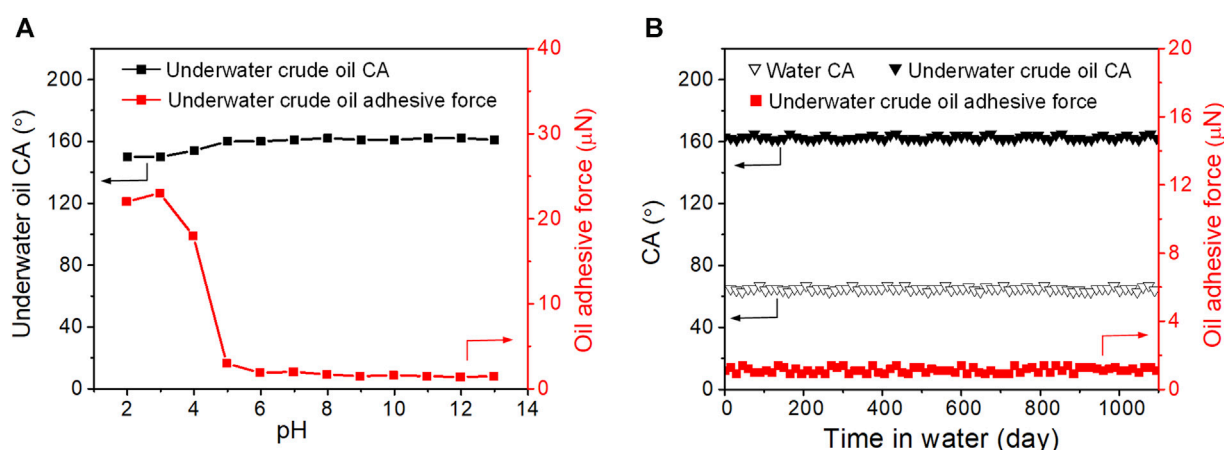 A
Underwater oil CA (°)
200
160
120
80
40
0
Underwater crude oil CA
Underwater crude oil adhesive force
40
30
20
10
0
Oil adhesive force (μN)
2 4 6 8 10 12 14
pH
B
CA (°)
200
160
120
80
40
0
Water CA Underwater crude oil CA
Underwater crude oil adhesive force
20
16
12
8
4
0
Oil adhesive force (μN)
0 200 400 600 800 1000
Time in water (day)